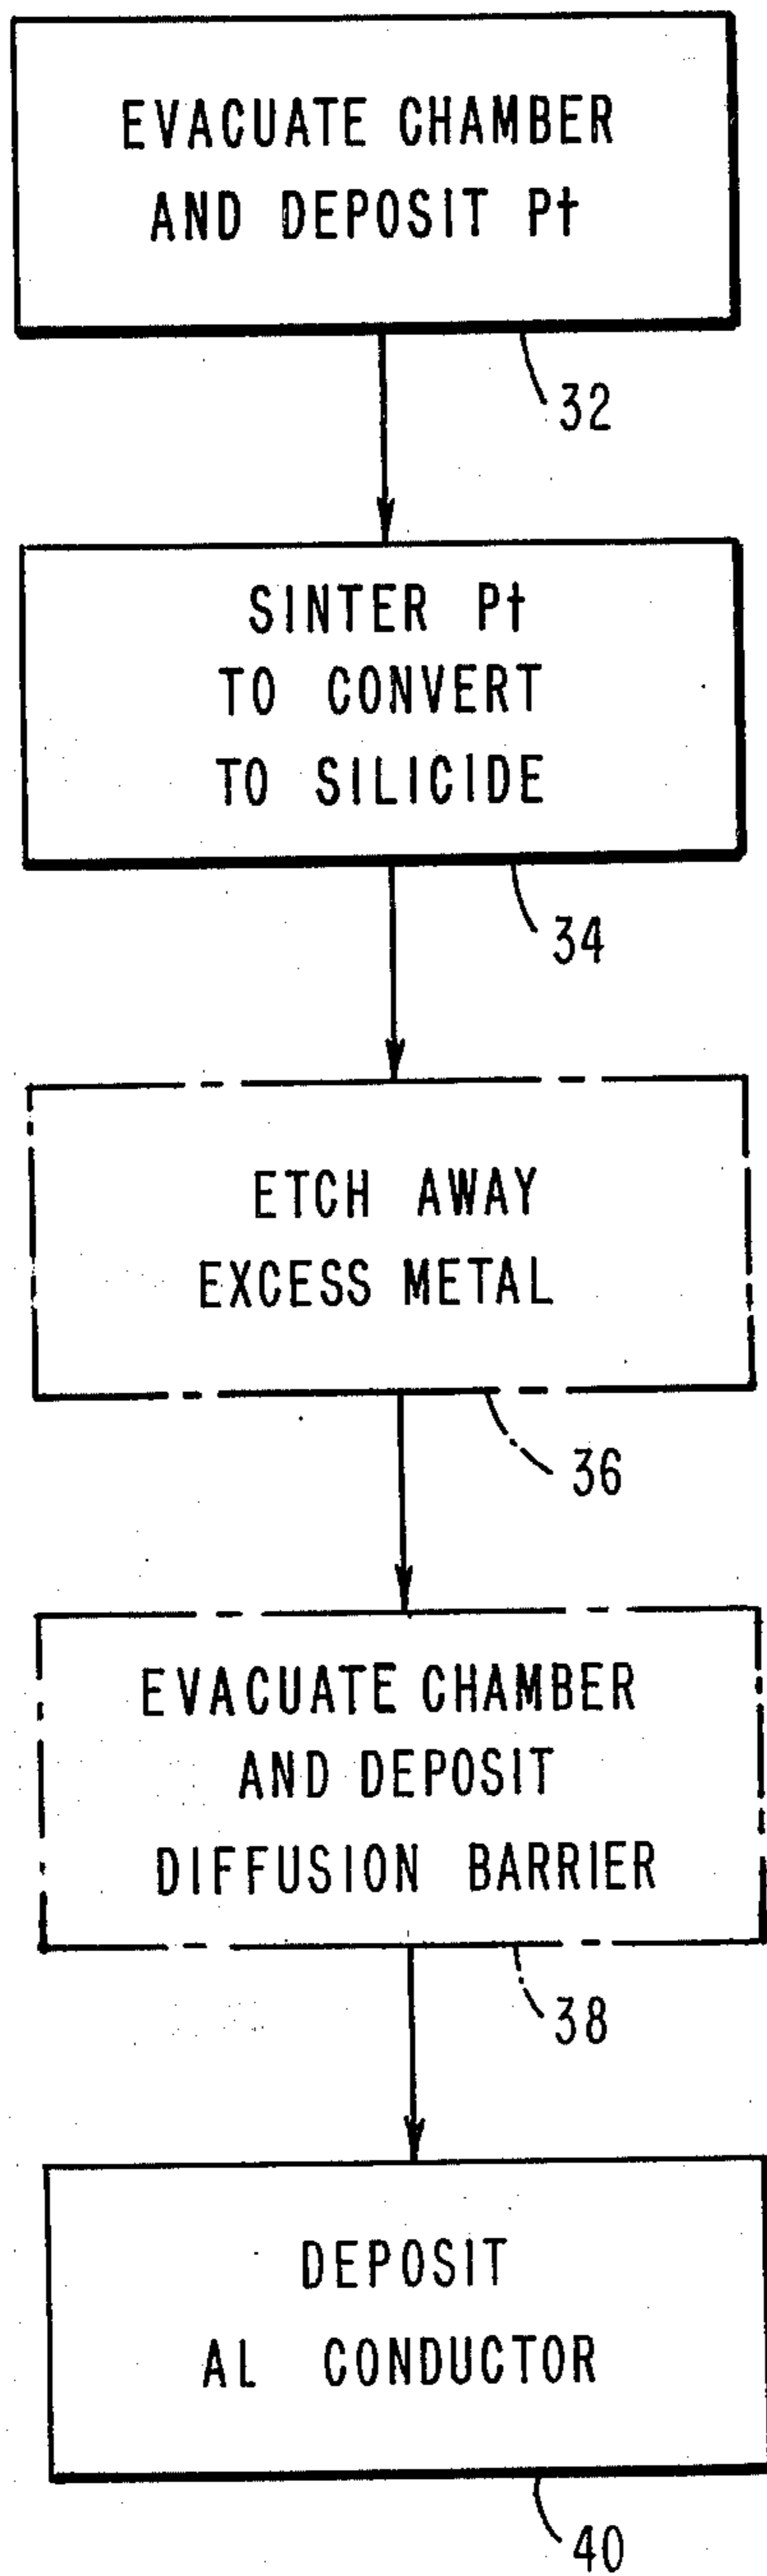 EVACUATE CHAMBER
AND DEPOSIT Pt
32
SINTER Pt
TO CONVERT
TO SILICIDE
34
ETCH AWAY
EXCESS METAL
36
EVACUATE CHAMBER
AND DEPOSIT
DIFFUSION BARRIER
38
DEPOSIT
AL CONDUCTOR
40